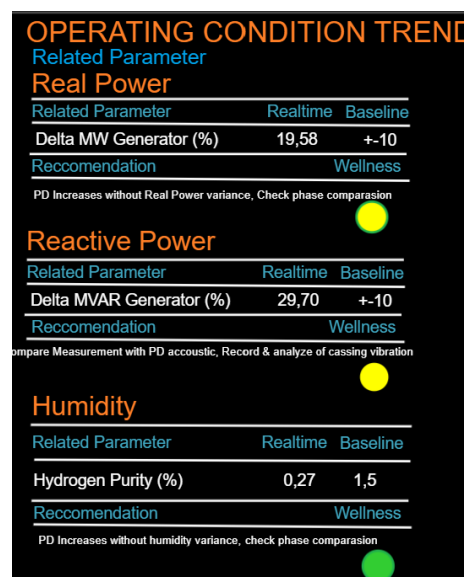 OPERATING CONDITION TREND
Related Parameter
Real Power
Related Parameter Realtime Baseline
Delta MW Generator (%) 19,58 +-10
Reccomendation Wellness
PD Increases without Real Power variance, Check phase comparasion
Reactive Power
Related Parameter Realtime Baseline
Delta MVAR Generator (%) 29,70 +-10
Reccomendation Wellness
ompare Measurement with PD accoustic, Record & analyze of cassing vibration
Humidity
Related Parameter Realtime Baseline
Hydrogen Purity (%) 0,27 1,5
Reccomendation Wellness
PD Increases without humidity variance, check phase comparasion